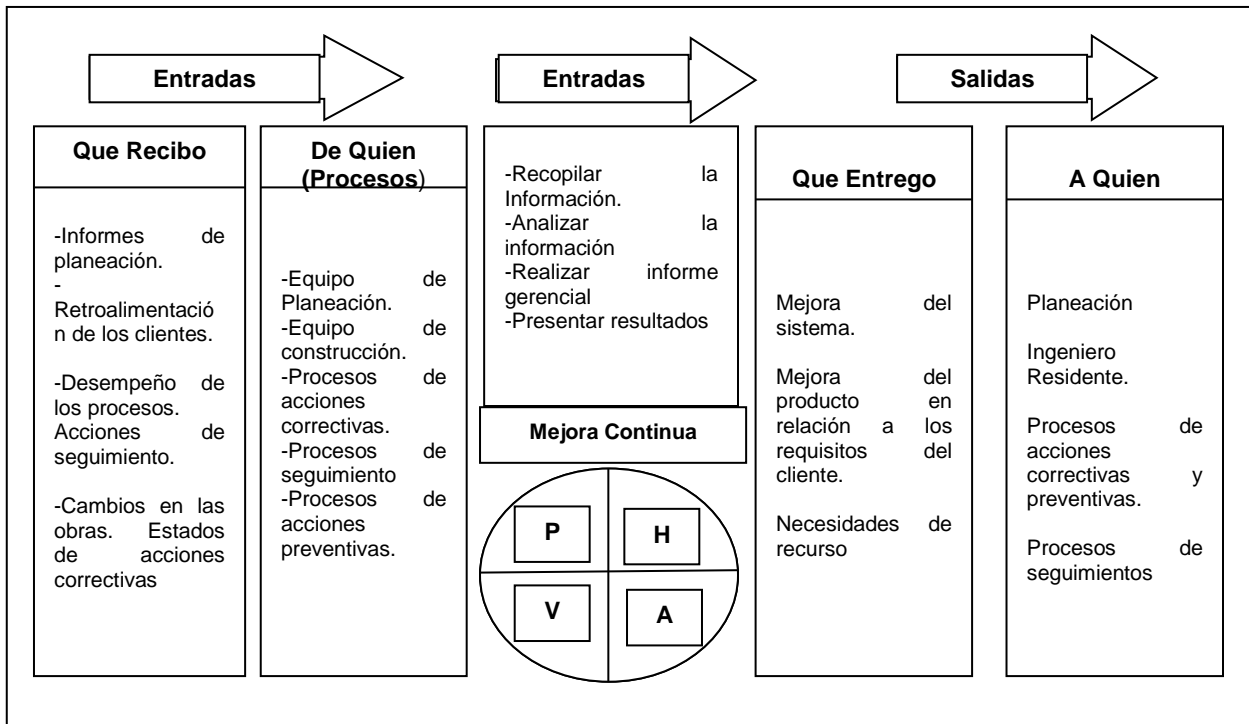 Entradas
Entradas
Salidas
Que Recibo
-Informes de
planeación.
-
Retroalimentació
n de los clientes.
-Desempeño de
los procesos.
Acciones de
seguimiento.
-Cambios en las
obras. Estados
de acciones
correctivas
De Quien
(Procesos)
-Equipo de
Planeación.
-Equipo de
construcción.
-Procesos de
acciones
correctivas.
-Procesos de
seguimiento
-Procesos de
acciones
preventivas.
-Recopilar la
Información.
-Analizar la
información
-Realizar informe
gerencial
-Presentar resultados
Mejora Continua
P
H
V
A
Que Entrego
Mejora del
sistema.
Mejora del
producto en
relación a los
requisitos del
cliente.
Necesidades de
recurso
A Quien
Planeación
Ingeniero
Residente.
Procesos de
acciones
correctivas y
preventivas.
Procesos de
seguimientos